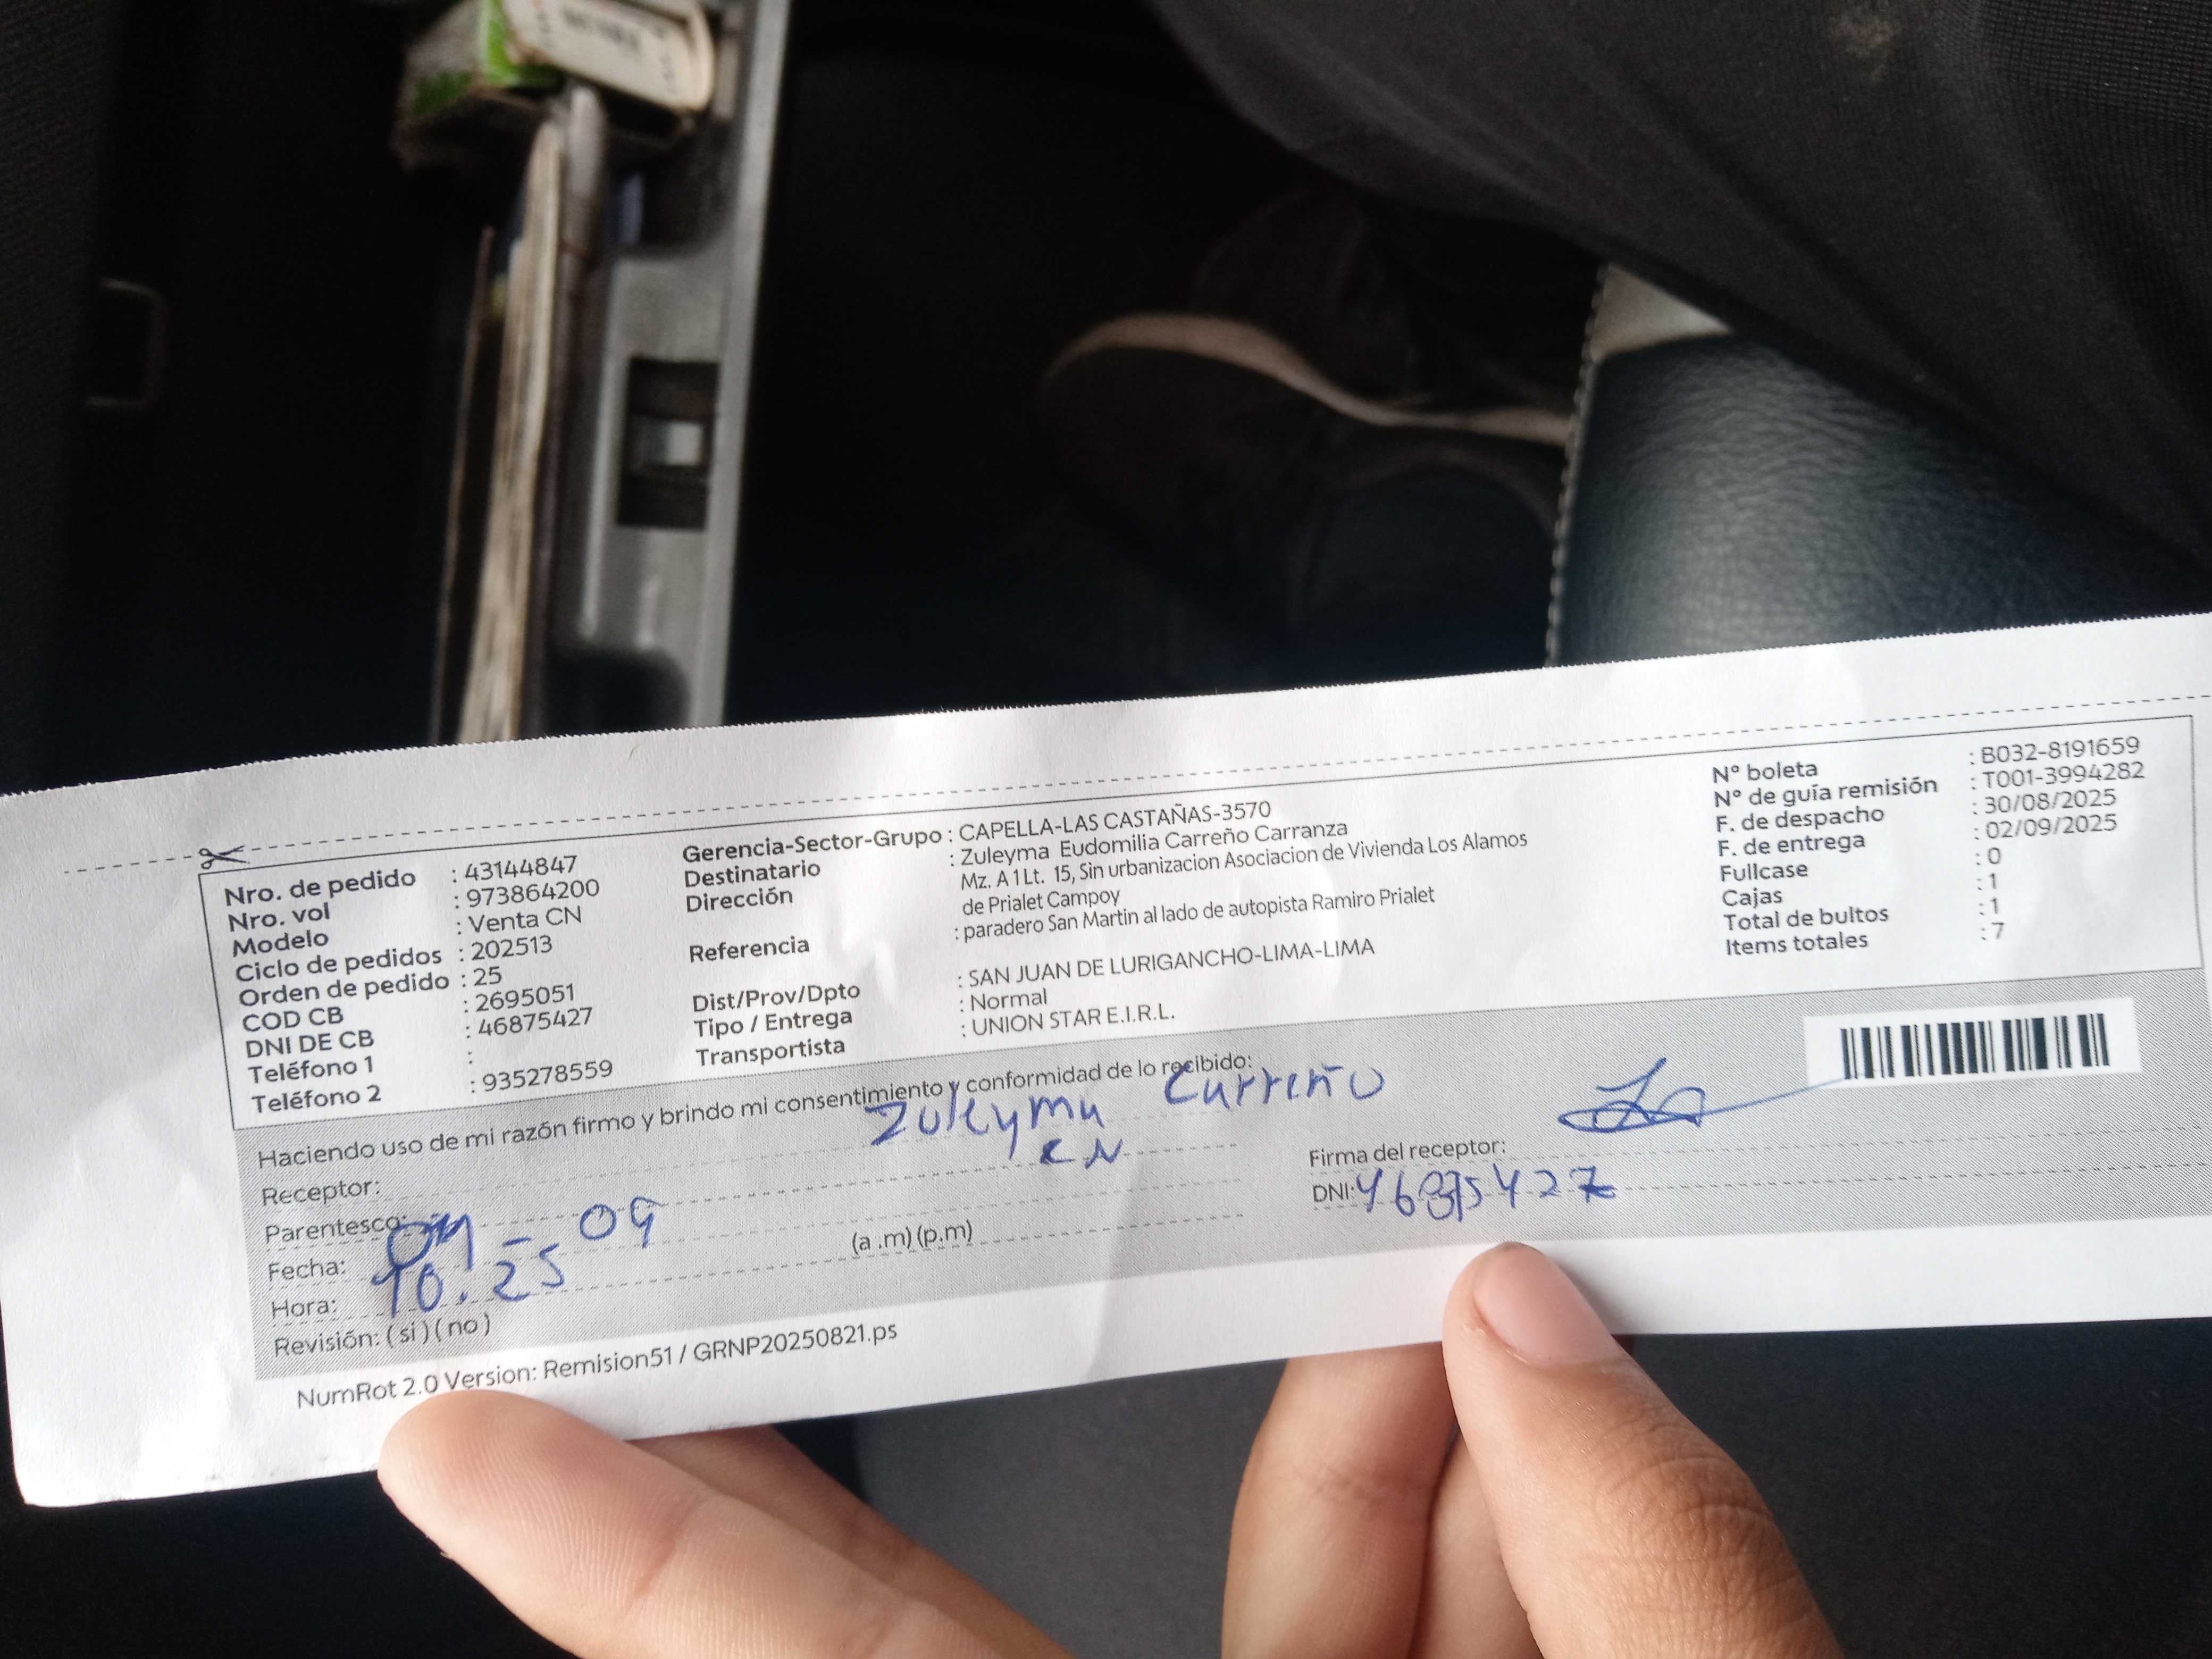 Nro. de pedido : 43144847
Nro. vol : 973864200
Modelo : Venta CN
Ciclo de pedidos : 202513
Orden de pedido : 25
COD CB : 2695051
DNI DE CB : 46875427
Teléfono 1 :
Teléfono 2 : 935278559
Gerencia-Sector-Grupo : CAPELLA-LAS CASTAÑAS-3570
Destinatario : Zuleyma Eudomilia Carreño Carranza
Dirección Mz. A 1 Lt. 15, Sin urbanizacion Asociacion de Vivienda Los Alamos
de Prialet Campoy
Referencia : paradero San Martin al lado de autopista Ramiro Prialet
Dist/Prov/Dpto : SAN JUAN DE LURIGANCHO-LIMA-LIMA
Tipo / Entrega : Normal
Transportista : UNION STAR E.I.R.L.
N° boleta : B032-8191659
N° de guía remisión : T001-3994282
F. de despacho : 30/08/2025
F. de entrega : 02/09/2025
Fullcase : 0
Cajas : 1
Total de bultos : 1
Items totales : 7
Haciendo uso de mi razón firmo y brindo mi consentimiento y conformidad de lo recibido:
Receptor: Zuleyma Carreño
Parentesco: CN
Fecha: - 09
Hora: 10.25 (a .m) (p.m)
Revisión: ( si ) ( no )
Firma del receptor:
DNI: 46875427
NumRot 2.0 Version: Remision51 / GRNP20250821.ps